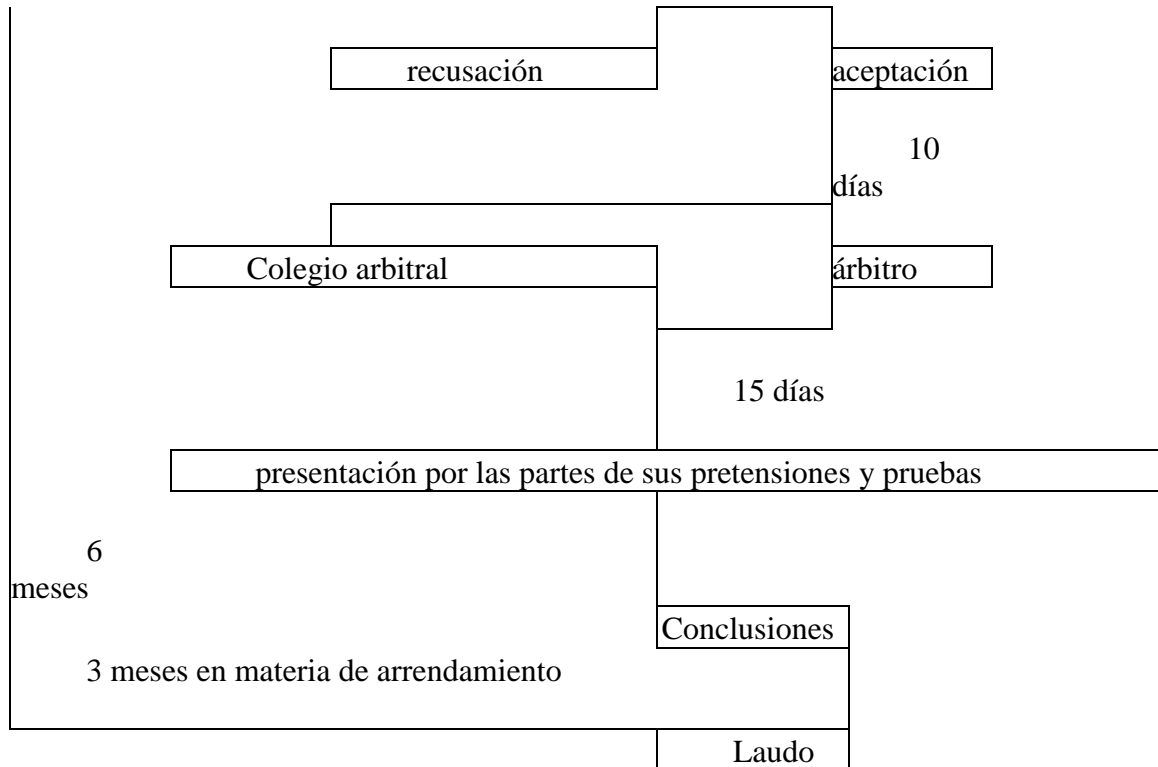 recusación
aceptación
10
días
Colegio arbitral
árbitro
15 días
presentación por las partes de sus pretensiones y pruebas
6
meses
Conclusiones
3 meses en materia de arrendamiento
Laudo